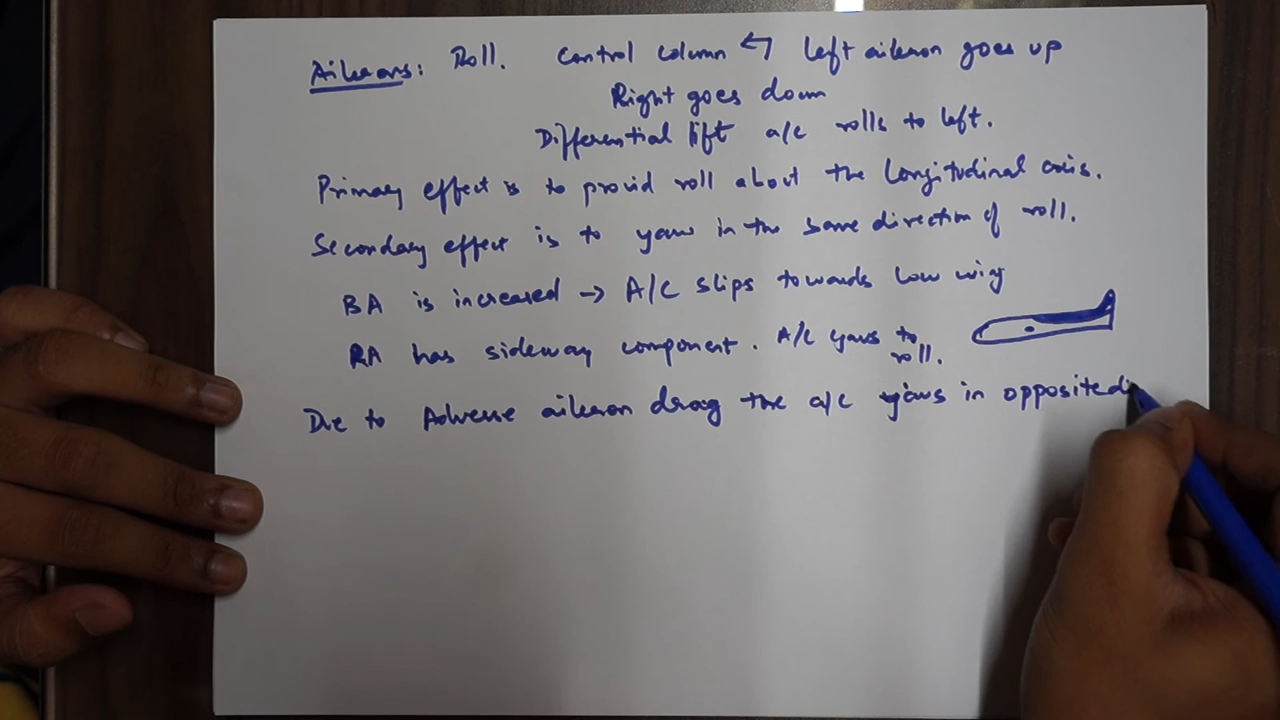 Ailerons: Roll. Control column ↰ left aileron goes up
Right goes down
Differential lift a/c rolls to left.
Primary effect is to provid roll about the longitudinal axis.
Secondary effect is to yaw in the same direction of roll.
BA is increased → A/C slips towards low wing
RA has sideway component. A/C yaws to
roll.
Due to Adverse aileron drag the a/c yaws in opposite di